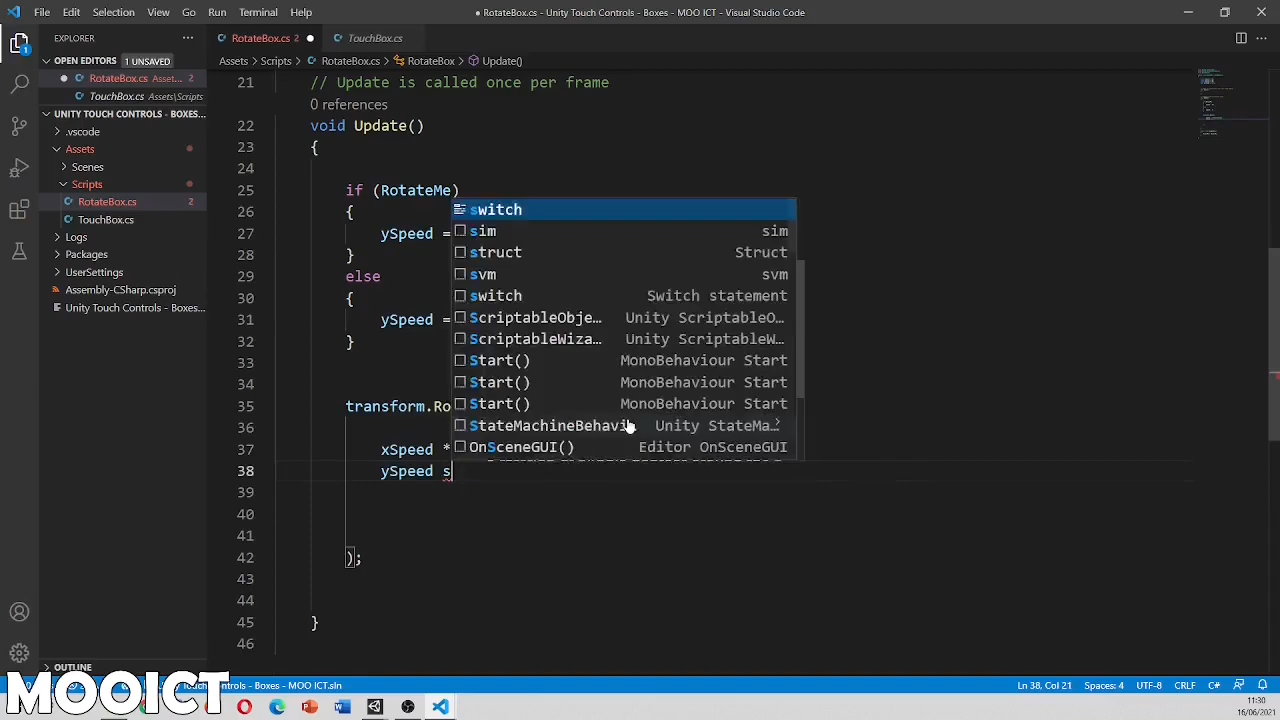 File Edit Selection View Go Run Terminal Help
RotateBox.cs - Unity Touch Controls - Boxes - MOO ICT - Visual Studio Code
EXPLORER
RotateBox.cs 2
TouchBox.cs
OPEN EDITORS 1 UNSAVED
Assets > Scripts > RotateBox.cs > RotateBox > Update()
RotateBox.cs Asset... 2
TouchBox.cs Assets\Scripts
UNITY TOUCH CONTROLS - BOXES...
.vscode
Assets
Scenes
Scripts
RotateBox.cs 2
TouchBox.cs
Logs
Packages
UserSettings
Assembly-CSharp.csproj
Unity Touch Controls - Boxes...
OUTLINE
21 // Update is called once per frame
0 references
22 void Update()
23 {
24
25 if (RotateMe)
26 {
27 ySpeed =
28 }
29 else
30 {
31 ySpeed =
32 }
33
34
35 transform.Ro
36
37 xSpeed *
38 ySpeed s
39
40
41
42 );
43
44
45 }
46
switch
sim sim
struct Struct
svm svm
switch Switch statement
ScriptableObje… Unity ScriptableO…
ScriptableWiza… Unity ScriptableW…
Start() MonoBehaviour Start
Start() MonoBehaviour Start
Start() MonoBehaviour Start
StateMachineBehavi Unity StateMa…
OnSceneGUI() Editor OnSceneGUI
MOOICT
Touch Controls - Boxes - MOO ICT.sln
Ln 38, Col 21 Spaces: 4 UTF-8 CRLF C#
11:30
16/06/2021